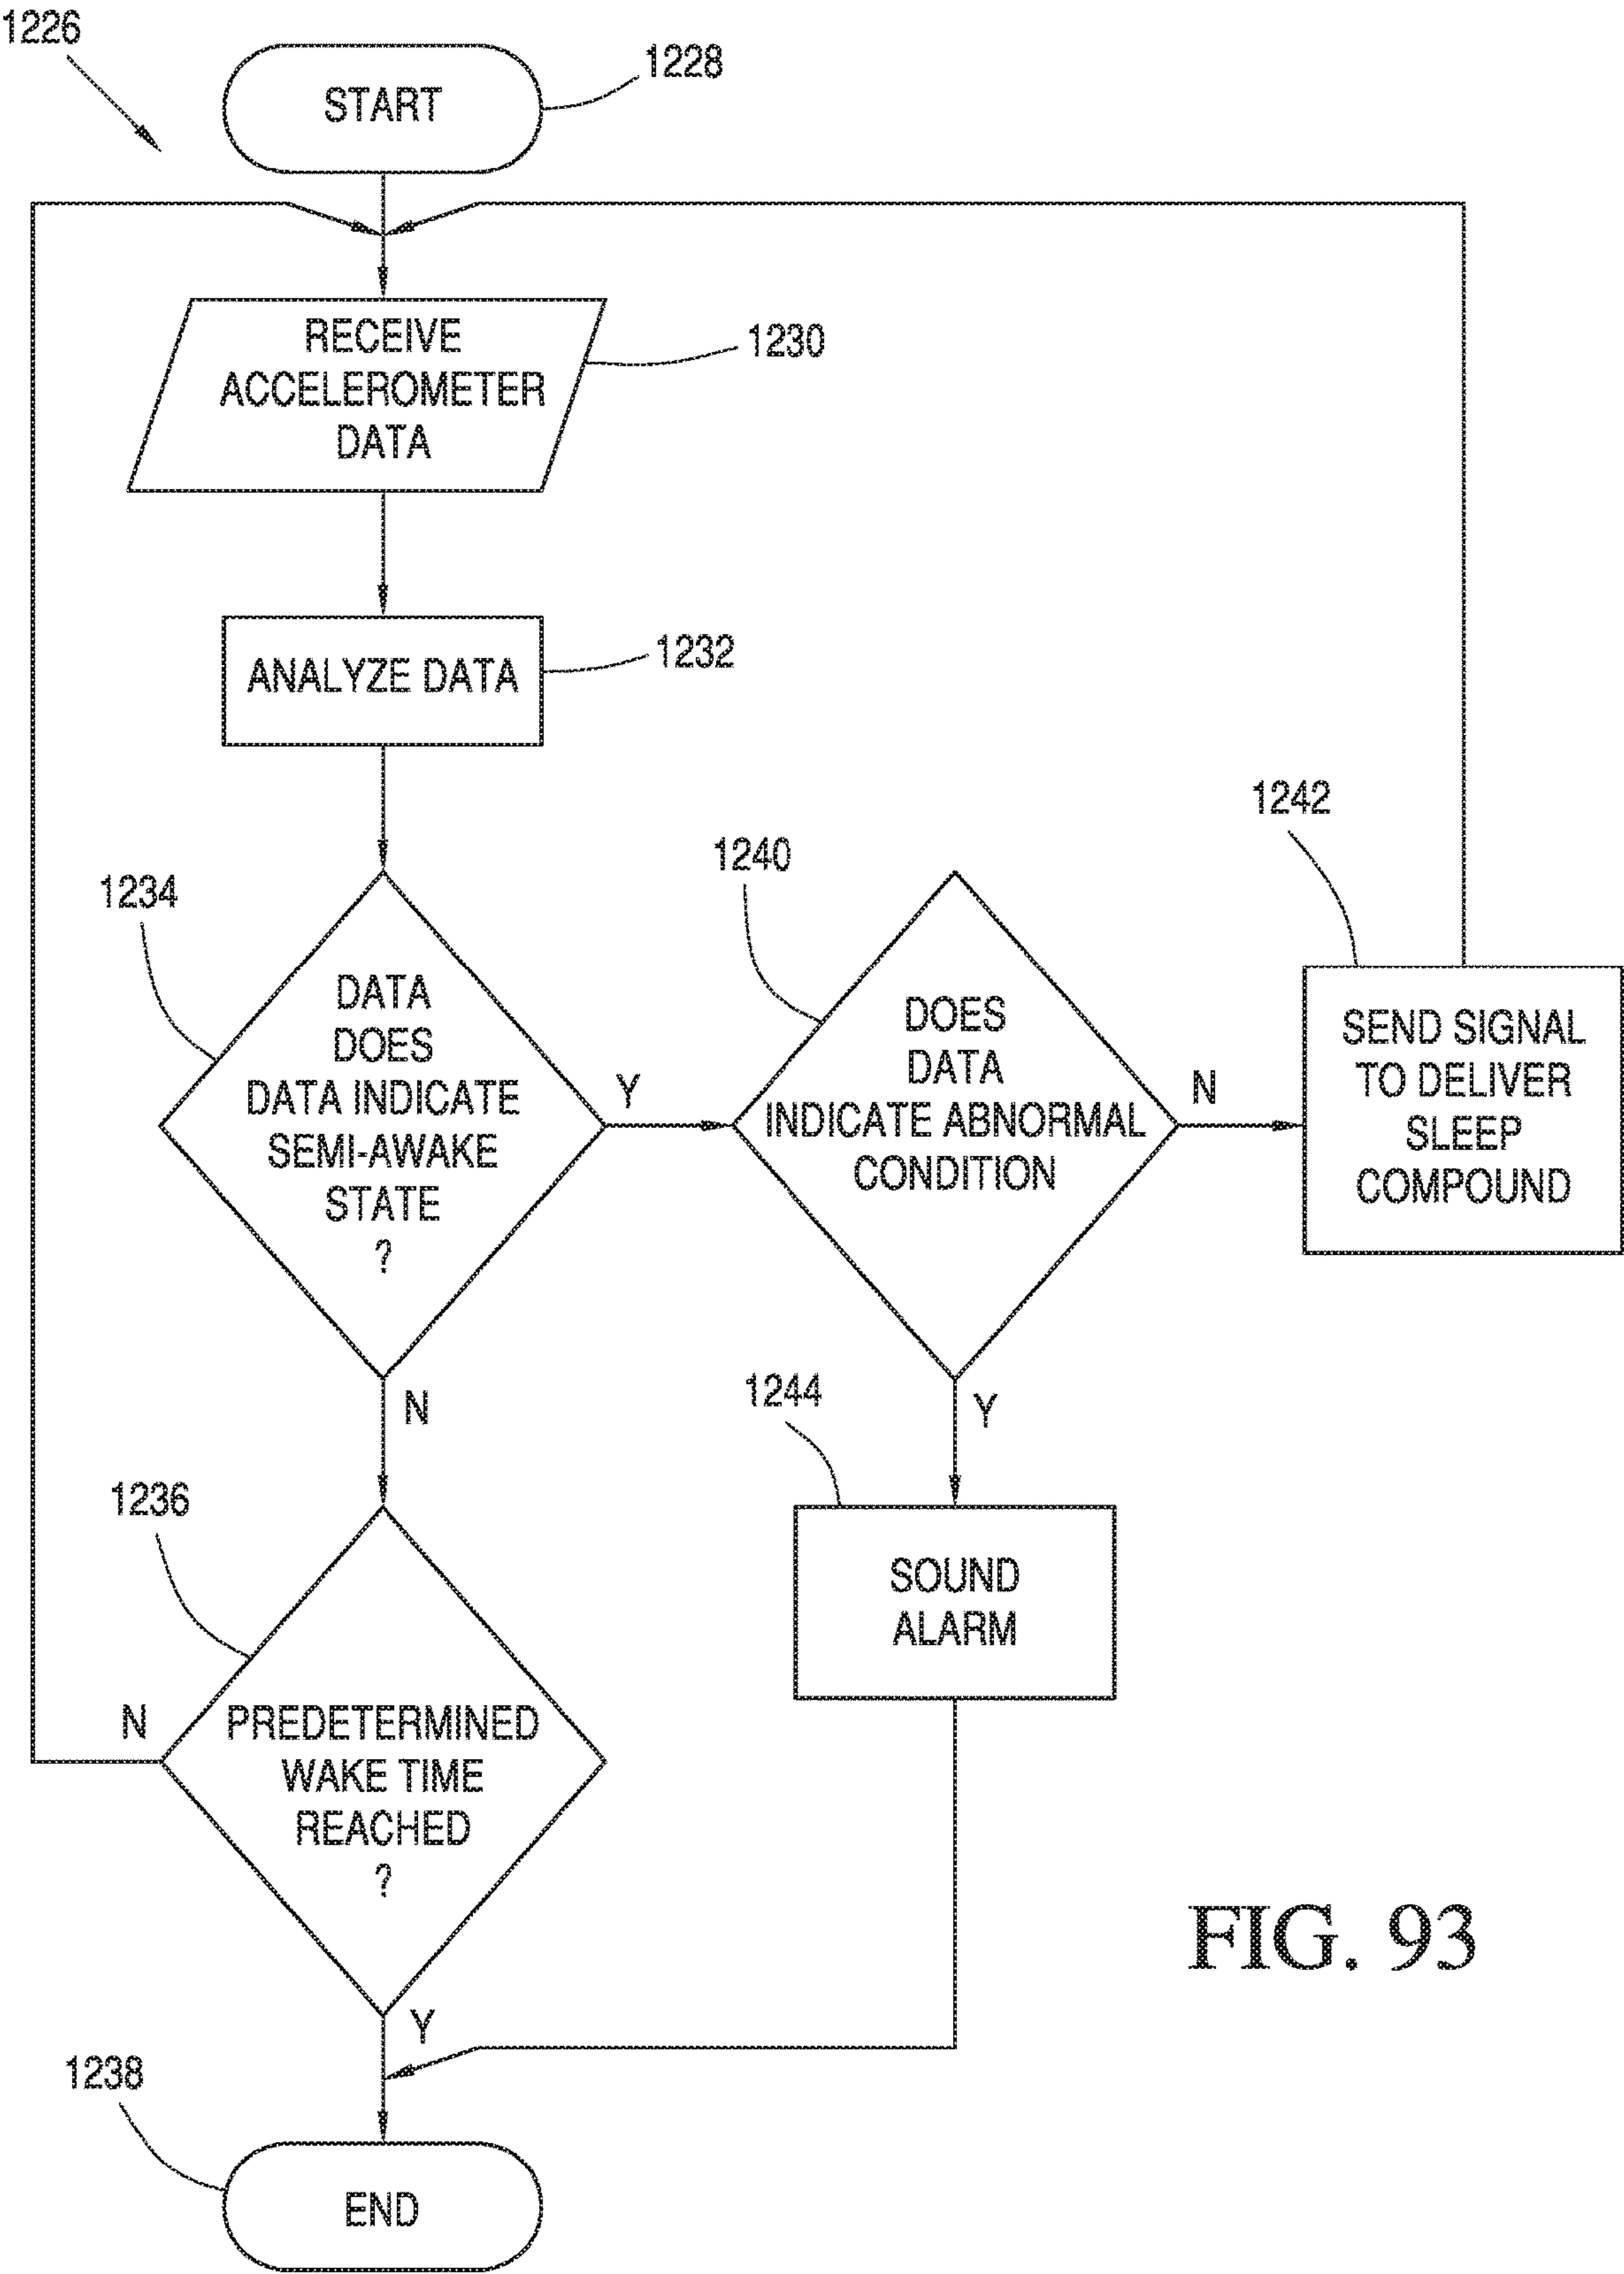 1226
START
1228
RECEIVE
ACCELEROMETER
DATA
1230
ANALYZE DATA
1232
1234
DATA
DOES
DATA INDICATE
SEMI-AWAKE
STATE
?
Y
N
1240
DOES
DATA
INDICATE ABNORMAL
CONDITION
N
Y
1242
SEND SIGNAL
TO DELIVER
SLEEP
COMPOUND
1244
SOUND
ALARM
1236
PREDETERMINED
WAKE TIME
REACHED
?
N
Y
1238
END
FIG. 93